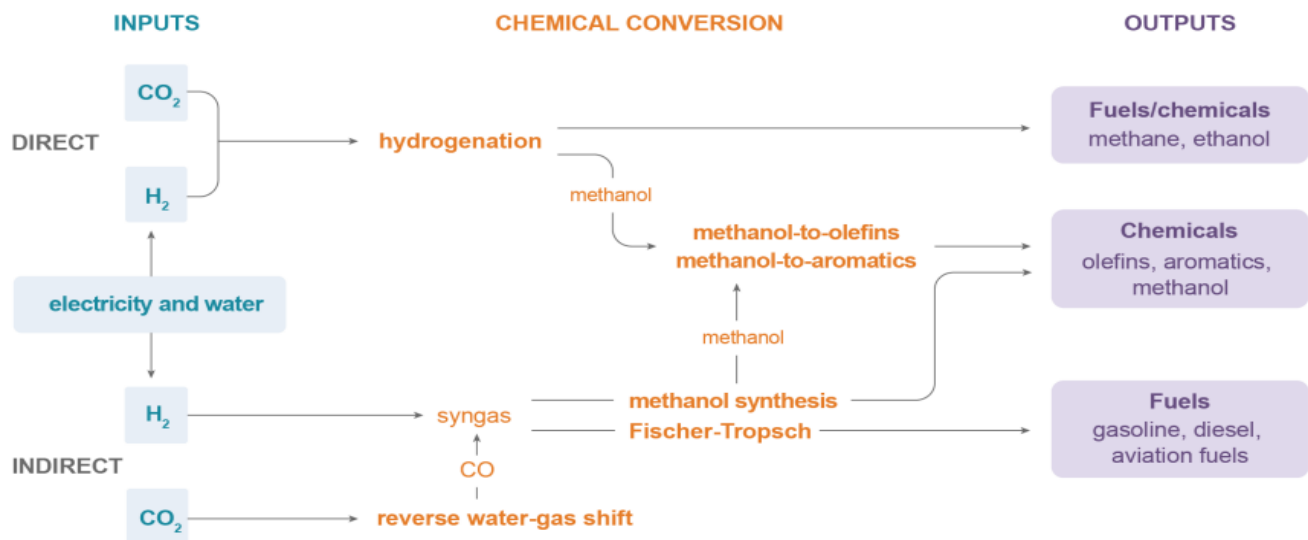 INPUTS
CHEMICAL CONVERSION
OUTPUTS
DIRECT
CO₂
H₂
hydrogenation
methanol
Fuels/chemicals
methane, ethanol
methanol-to-olefins
methanol-to-aromatics
Chemicals
olefins, aromatics,
methanol
electricity and water
methanol
INDIRECT
H₂
syngas
methanol synthesis
Fischer-Tropsch
Fuels
gasoline, diesel,
aviation fuels
CO
CO₂
reverse water-gas shift